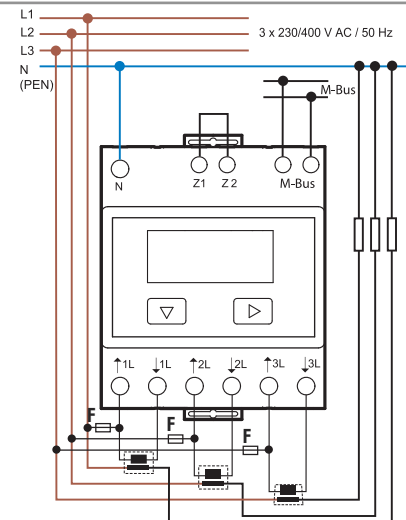 L1
L2 3 x 230/400 V AC / 50 Hz
L3
N
(PEN)
M-Bus
N Z1 Z2 M-Bus
↑1L ↓1L ↑2L ↓2L ↑3L ↓3L
F
F
F